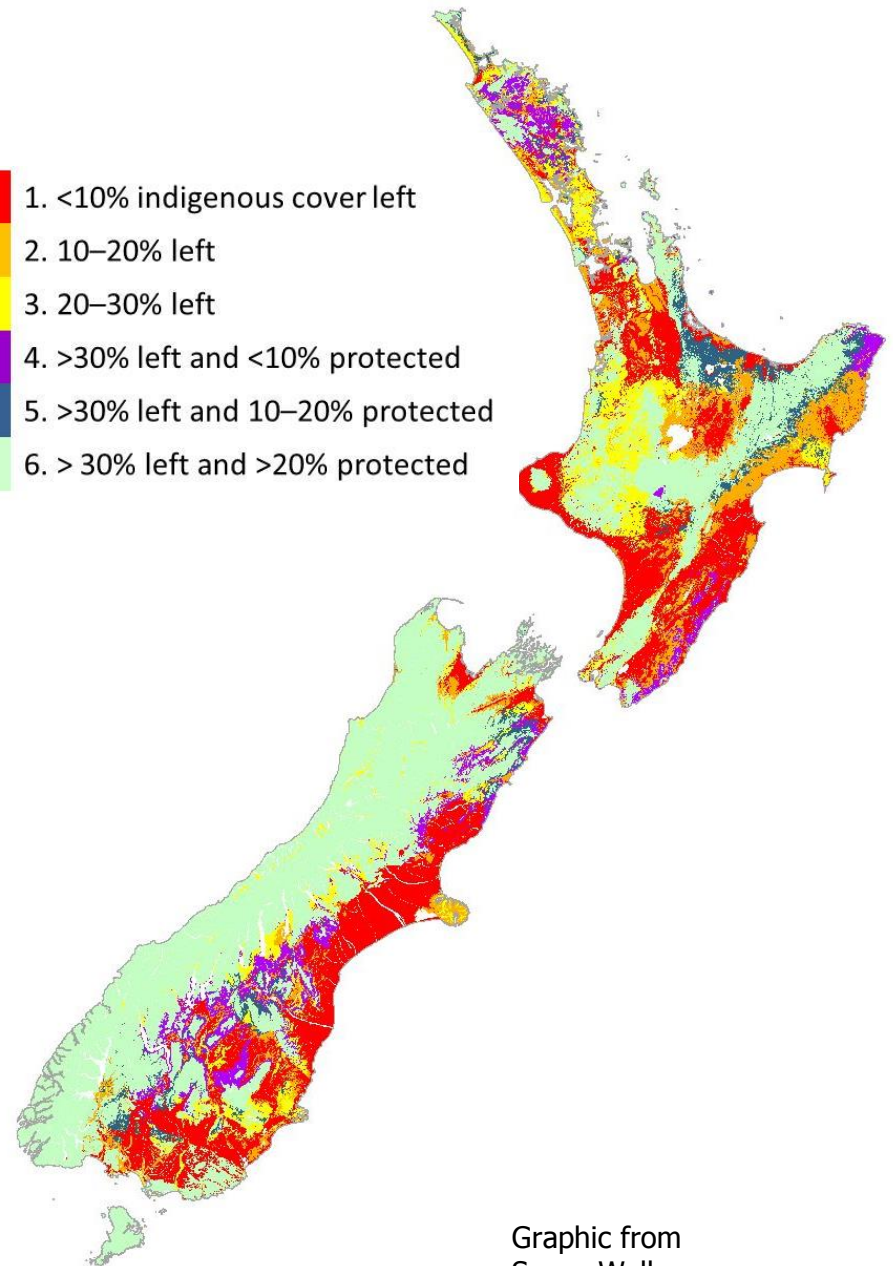 1. <10% indigenous cover left
2. 10–20% left
3. 20–30% left
4. >30% left and <10% protected
5. >30% left and 10–20% protected
6. > 30% left and >20% protected
Graphic from